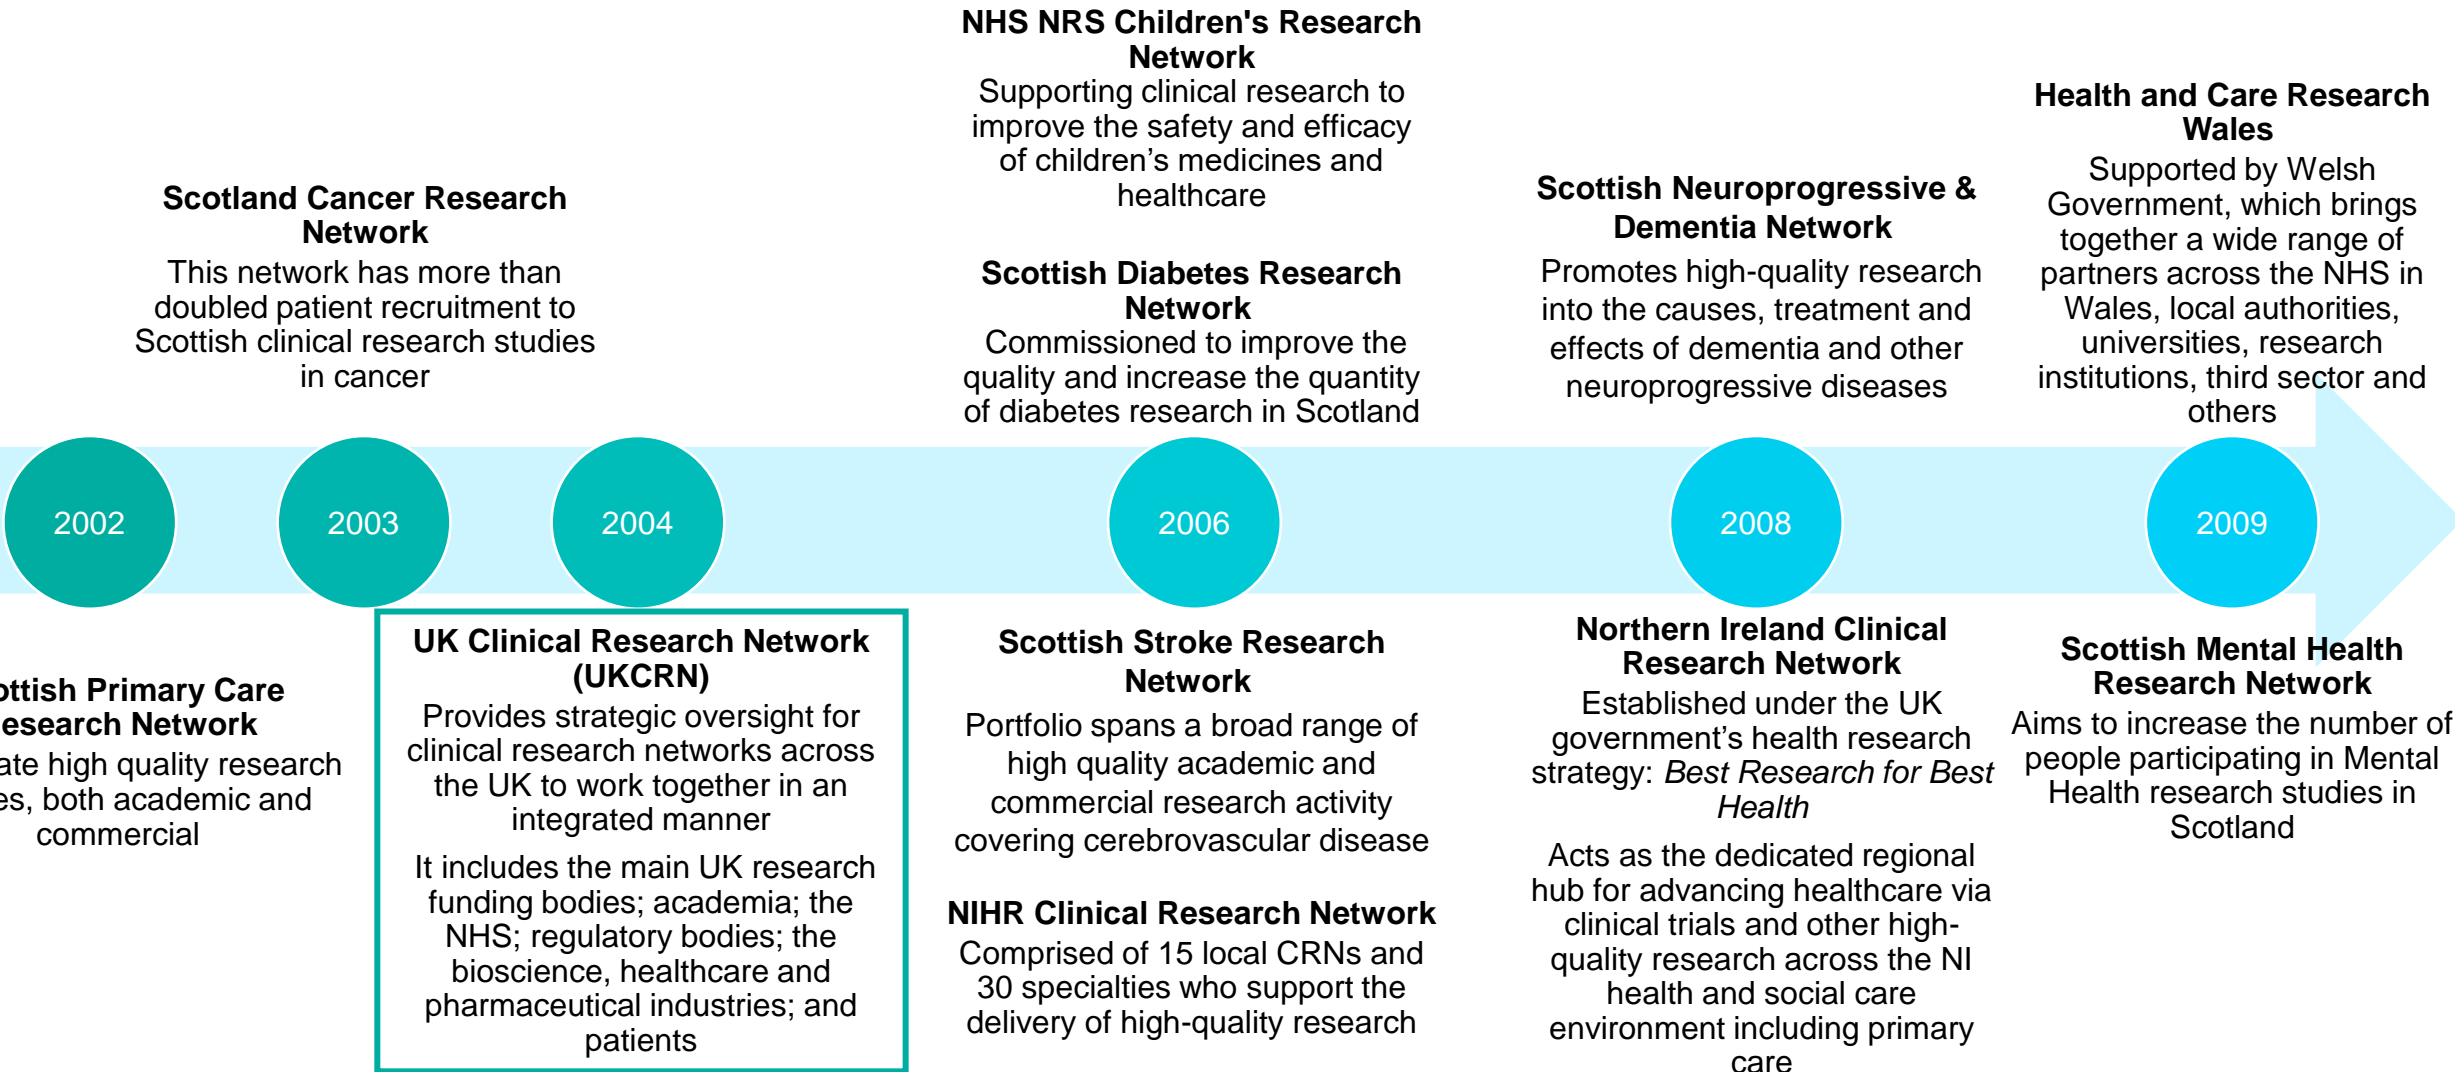 NHS NRS Children's Research
Network
Supporting clinical research to
improve the safety and efficacy
of children’s medicines and
healthcare
Health and Care Research
Wales
Supported by Welsh
Government, which brings
together a wide range of
partners across the NHS in
Wales, local authorities,
universities, research
institutions, third sector and
others
Scotland Cancer Research
Network
This network has more than
doubled patient recruitment to
Scottish clinical research studies
in cancer
Scottish Diabetes Research
Network
Commissioned to improve the
quality and increase the quantity
of diabetes research in Scotland
Scottish Neuroprogressive &
Dementia Network
Promotes high-quality research
into the causes, treatment and
effects of dementia and other
neuroprogressive diseases
2002
2003
2004
2006
2008
2009
ottish Primary Care
esearch Network
ate high quality research
es, both academic and
commercial
UK Clinical Research Network
(UKCRN)
Provides strategic oversight for
clinical research networks across
the UK to work together in an
integrated manner
It includes the main UK research
funding bodies; academia; the
NHS; regulatory bodies; the
bioscience, healthcare and
pharmaceutical industries; and
patients
Scottish Stroke Research
Network
Portfolio spans a broad range of
high quality academic and
commercial research activity
covering cerebrovascular disease
NIHR Clinical Research Network
Comprised of 15 local CRNs and
30 specialties who support the
delivery of high-quality research
Northern Ireland Clinical
Research Network
Established under the UK
government’s health research
strategy: Best Research for Best
Health
Acts as the dedicated regional
hub for advancing healthcare via
clinical trials and other high-
quality research across the NI
health and social care
environment including primary
care
Scottish Mental Health
Research Network
Aims to increase the number of
people participating in Mental
Health research studies in
Scotland